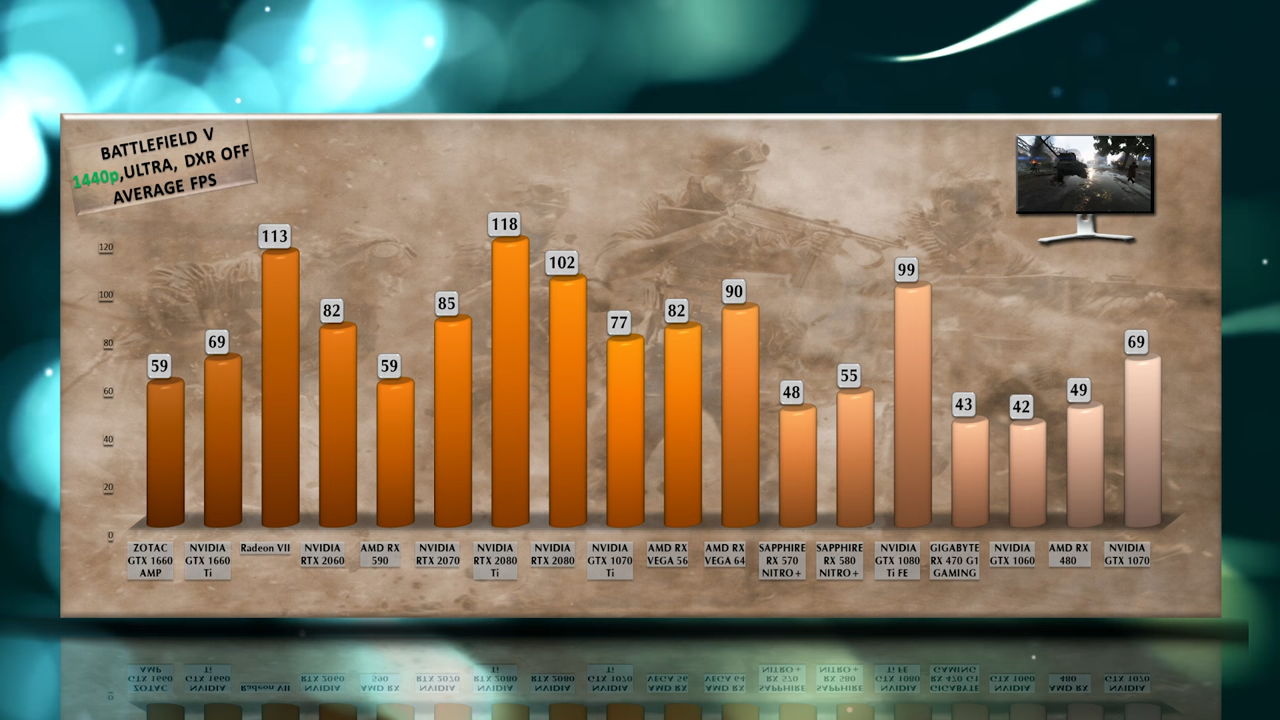 BATTLEFIELD V
1440p,ULTRA, DXR OFF
AVERAGE FPS
118
113
102
99
90
85
82
82
77
69
69
59
59
55
49
48
43
42
120
100
80
60
40
20
0
ZOTAC
GTX 1660
AMP
NVIDIA
GTX 1660
Ti
Radeon VII
NVIDIA
RTX 2060
AMD RX
590
NVIDIA
RTX 2070
NVIDIA
RTX 2080
Ti
NVIDIA
RTX 2080
NVIDIA
GTX 1070
Ti
AMD RX
VEGA 56
AMD RX
VEGA 64
SAPPHIRE
RX 570
NITRO+
SAPPHIRE
RX 580
NITRO+
NVIDIA
GTX 1080
Ti FE
GIGABYTE
RX 470 G1
GAMING
NVIDIA
GTX 1060
AMD RX
480
NVIDIA
GTX 1070